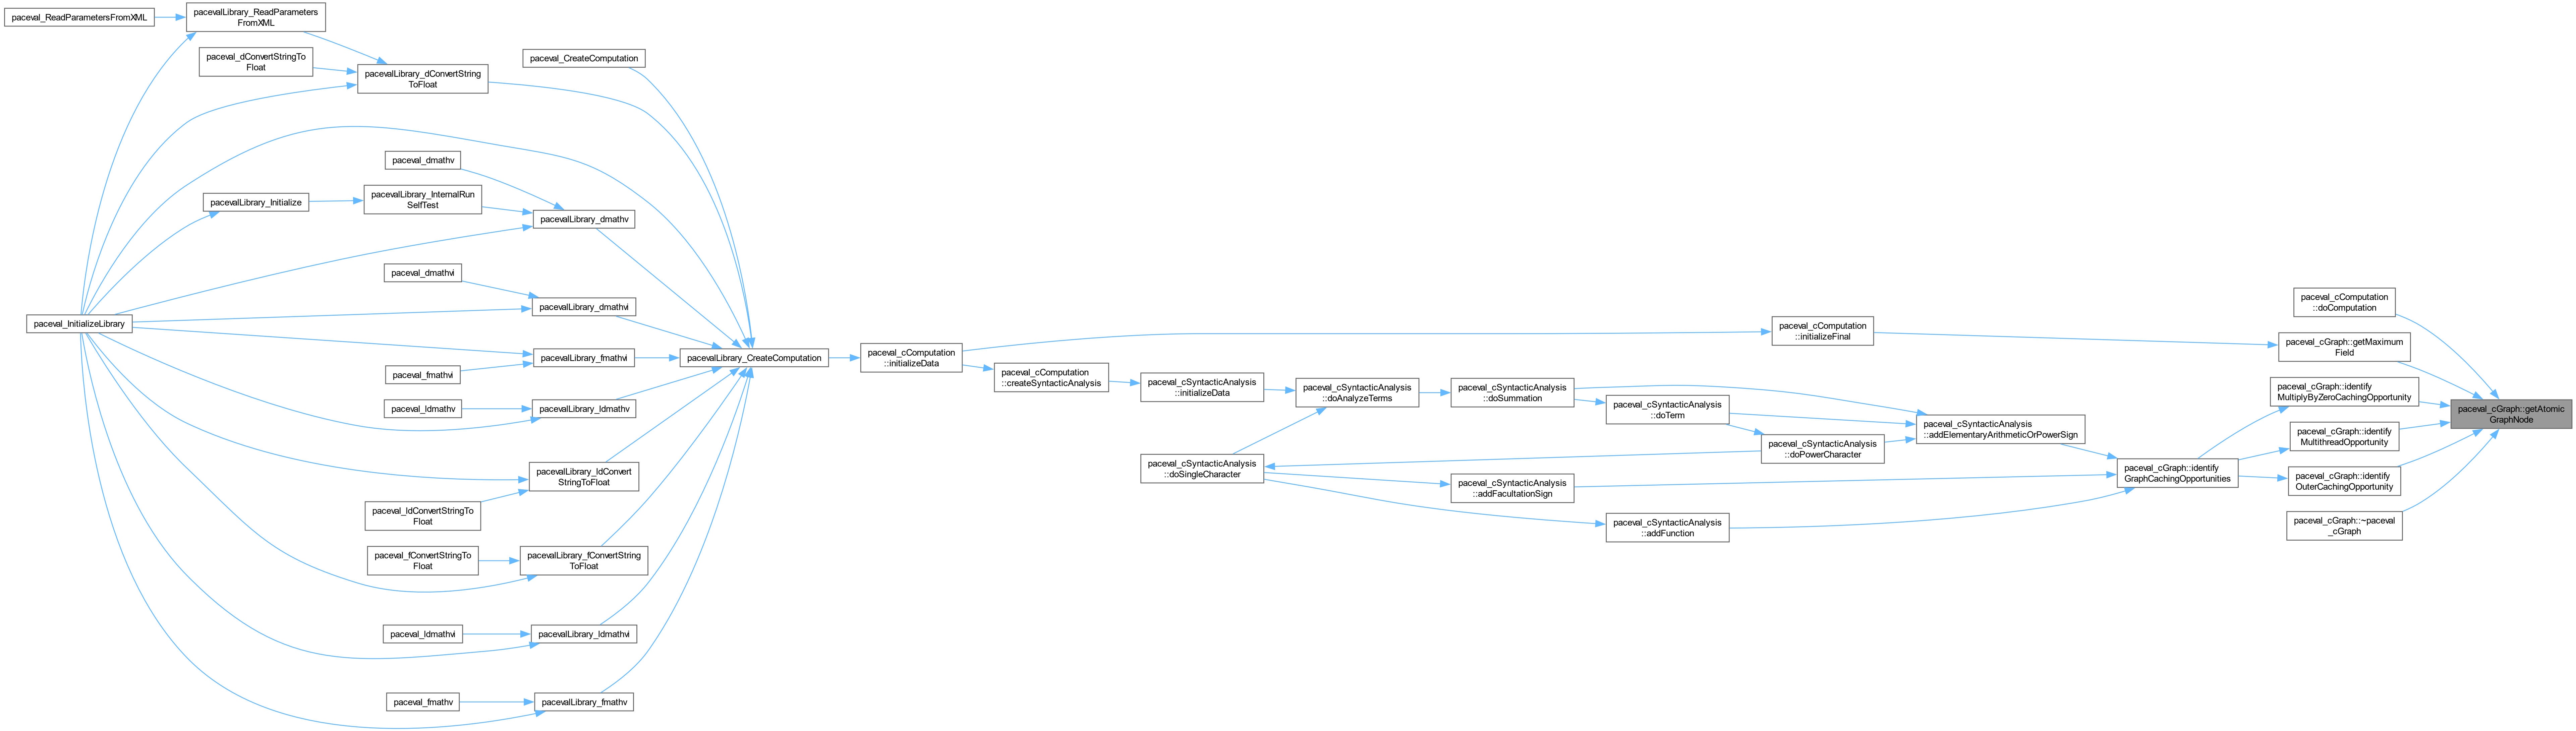 paceval_ReadParametersFromXML
pacevalLibrary_ReadParameters
FromXML
paceval_dConvertStringTo
Float
pacevalLibrary_dConvertString
ToFloat
paceval_CreateComputation
paceval_dmathv
pacevalLibrary_Initialize
pacevalLibrary_InternalRun
SelfTest
pacevalLibrary_dmathv
paceval_dmathvi
pacevalLibrary_dmathvi
paceval_InitializeLibrary
pacevalLibrary_fmathvi
paceval_fmathvi
pacevalLibrary_CreateComputation
paceval_ldmathv
pacevalLibrary_ldmathv
pacevalLibrary_ldConvert
StringToFloat
paceval_ldConvertStringTo
Float
paceval_fConvertStringTo
Float
pacevalLibrary_fConvertString
ToFloat
paceval_ldmathvi
pacevalLibrary_ldmathvi
paceval_fmathv
pacevalLibrary_fmathv
paceval_cComputation
::initializeData
paceval_cComputation
::createSyntacticAnalysis
paceval_cSyntacticAnalysis
::initializeData
paceval_cSyntacticAnalysis
::doAnalyzeTerms
paceval_cSyntacticAnalysis
::doSingleCharacter
paceval_cSyntacticAnalysis
::doSummation
paceval_cSyntacticAnalysis
::addFacultationSign
paceval_cSyntacticAnalysis
::doTerm
paceval_cSyntacticAnalysis
::addFunction
paceval_cComputation
::initializeFinal
paceval_cSyntacticAnalysis
::doPowerCharacter
paceval_cSyntacticAnalysis
::addElementaryArithmeticOrPowerSign
paceval_cGraph::identify
GraphCachingOpportunities
paceval_cComputation
::doComputation
paceval_cGraph::getMaximum
Field
paceval_cGraph::identify
MultiplyByZeroCachingOpportunity
paceval_cGraph::identify
MultithreadOpportunity
paceval_cGraph::identify
OuterCachingOpportunity
paceval_cGraph::~paceval
_cGraph
paceval_cGraph::getAtomic
GraphNode